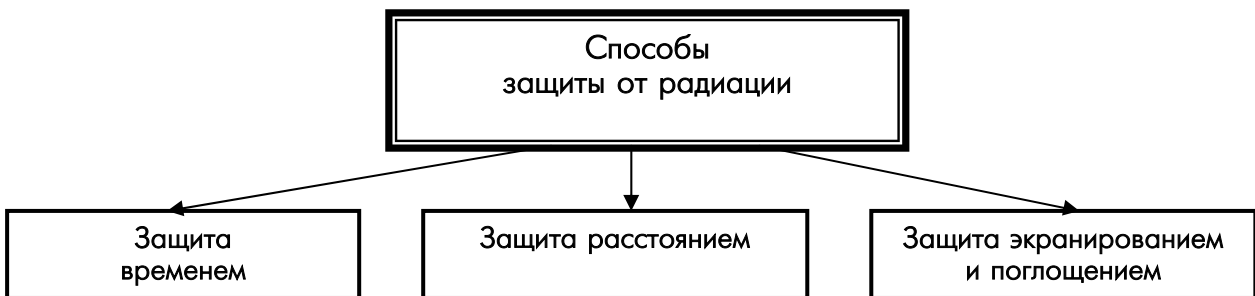 Способы
защиты от радиации
Защита
временем
Защита расстоянием
Защита экранированием
и поглощением